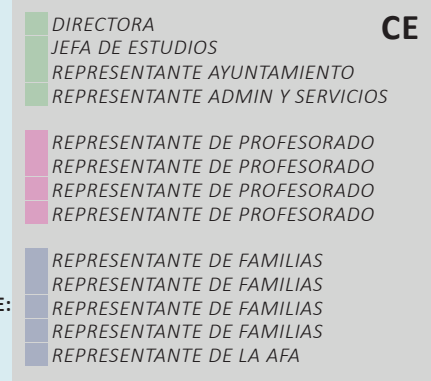 CE
DIRECTORA
JEFA DE ESTUDIOS
REPRESENTANTE AYUNTAMIENTO
REPRESENTANTE ADMIN Y SERVICIOS
REPRESENTANTE DE PROFESORADO
REPRESENTANTE DE PROFESORADO
REPRESENTANTE DE PROFESORADO
REPRESENTANTE DE PROFESORADO
REPRESENTANTE DE FAMILIAS
REPRESENTANTE DE FAMILIAS
E:
REPRESENTANTE DE FAMILIAS
REPRESENTANTE DE FAMILIAS
REPRESENTANTE DE LA AFA